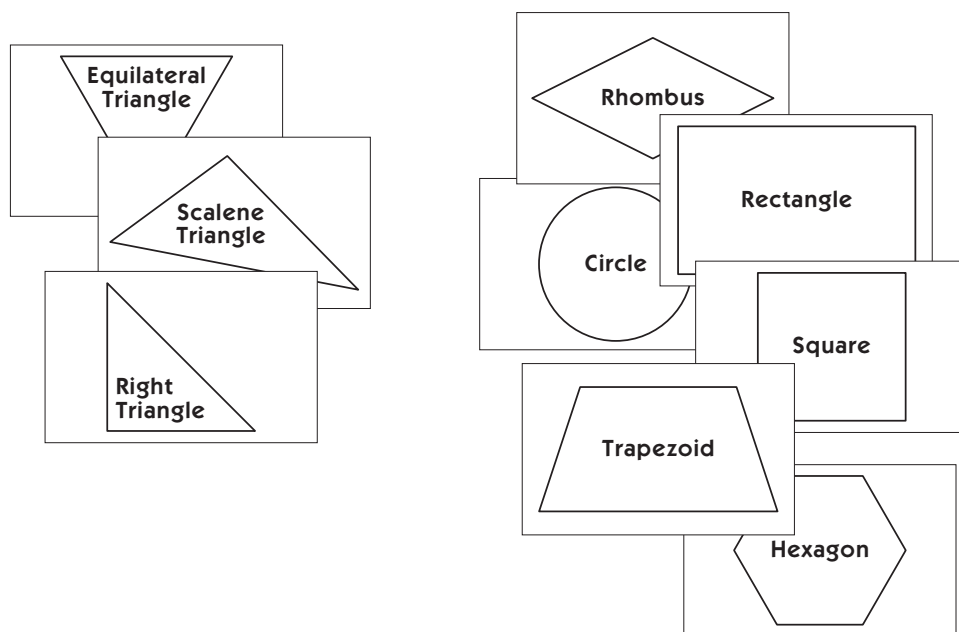 Equilateral
Triangle
Scalene
Triangle
Right
Triangle
Rhombus
Rectangle
Circle
Square
Trapezoid
Hexagon